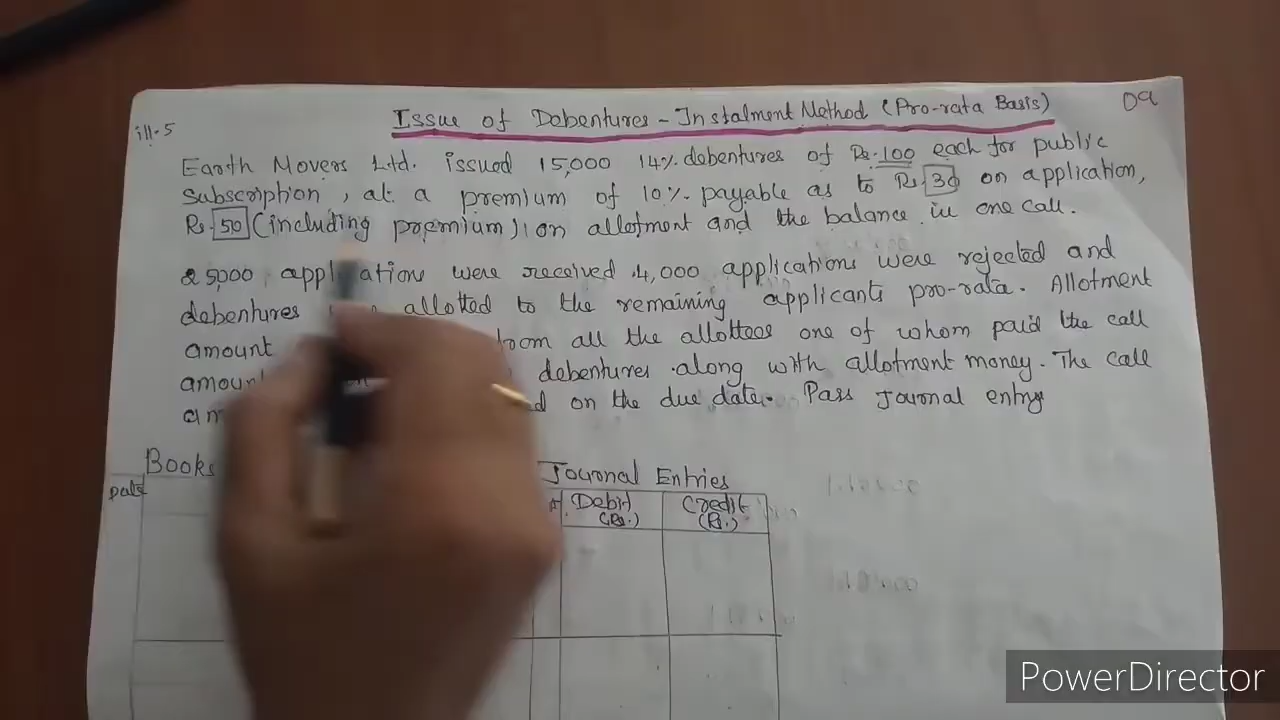 Issue of Debentures - Instalment Method (Pro-rata Basis)
09
ill.5
Earth Movers Ltd. issued 15,000 14% debentures of Rs.100 each for public
subscription, at a premium of 10% payable as to Rs.30 on application,
Rs.50 (including premium) on allotment and the balance in one call.
25,000 applications were received 4,000 applications were rejected and
debentures allotted to the remaining applicants pro-rata. Allotment
amount from all the allottees one of whom paid the call
amount debentures along with allotment money. The call
on the due date. Pass Journal entry
Books Journal Entries
Date Debit Credit
(Rs.) (Rs.)
PowerDirector